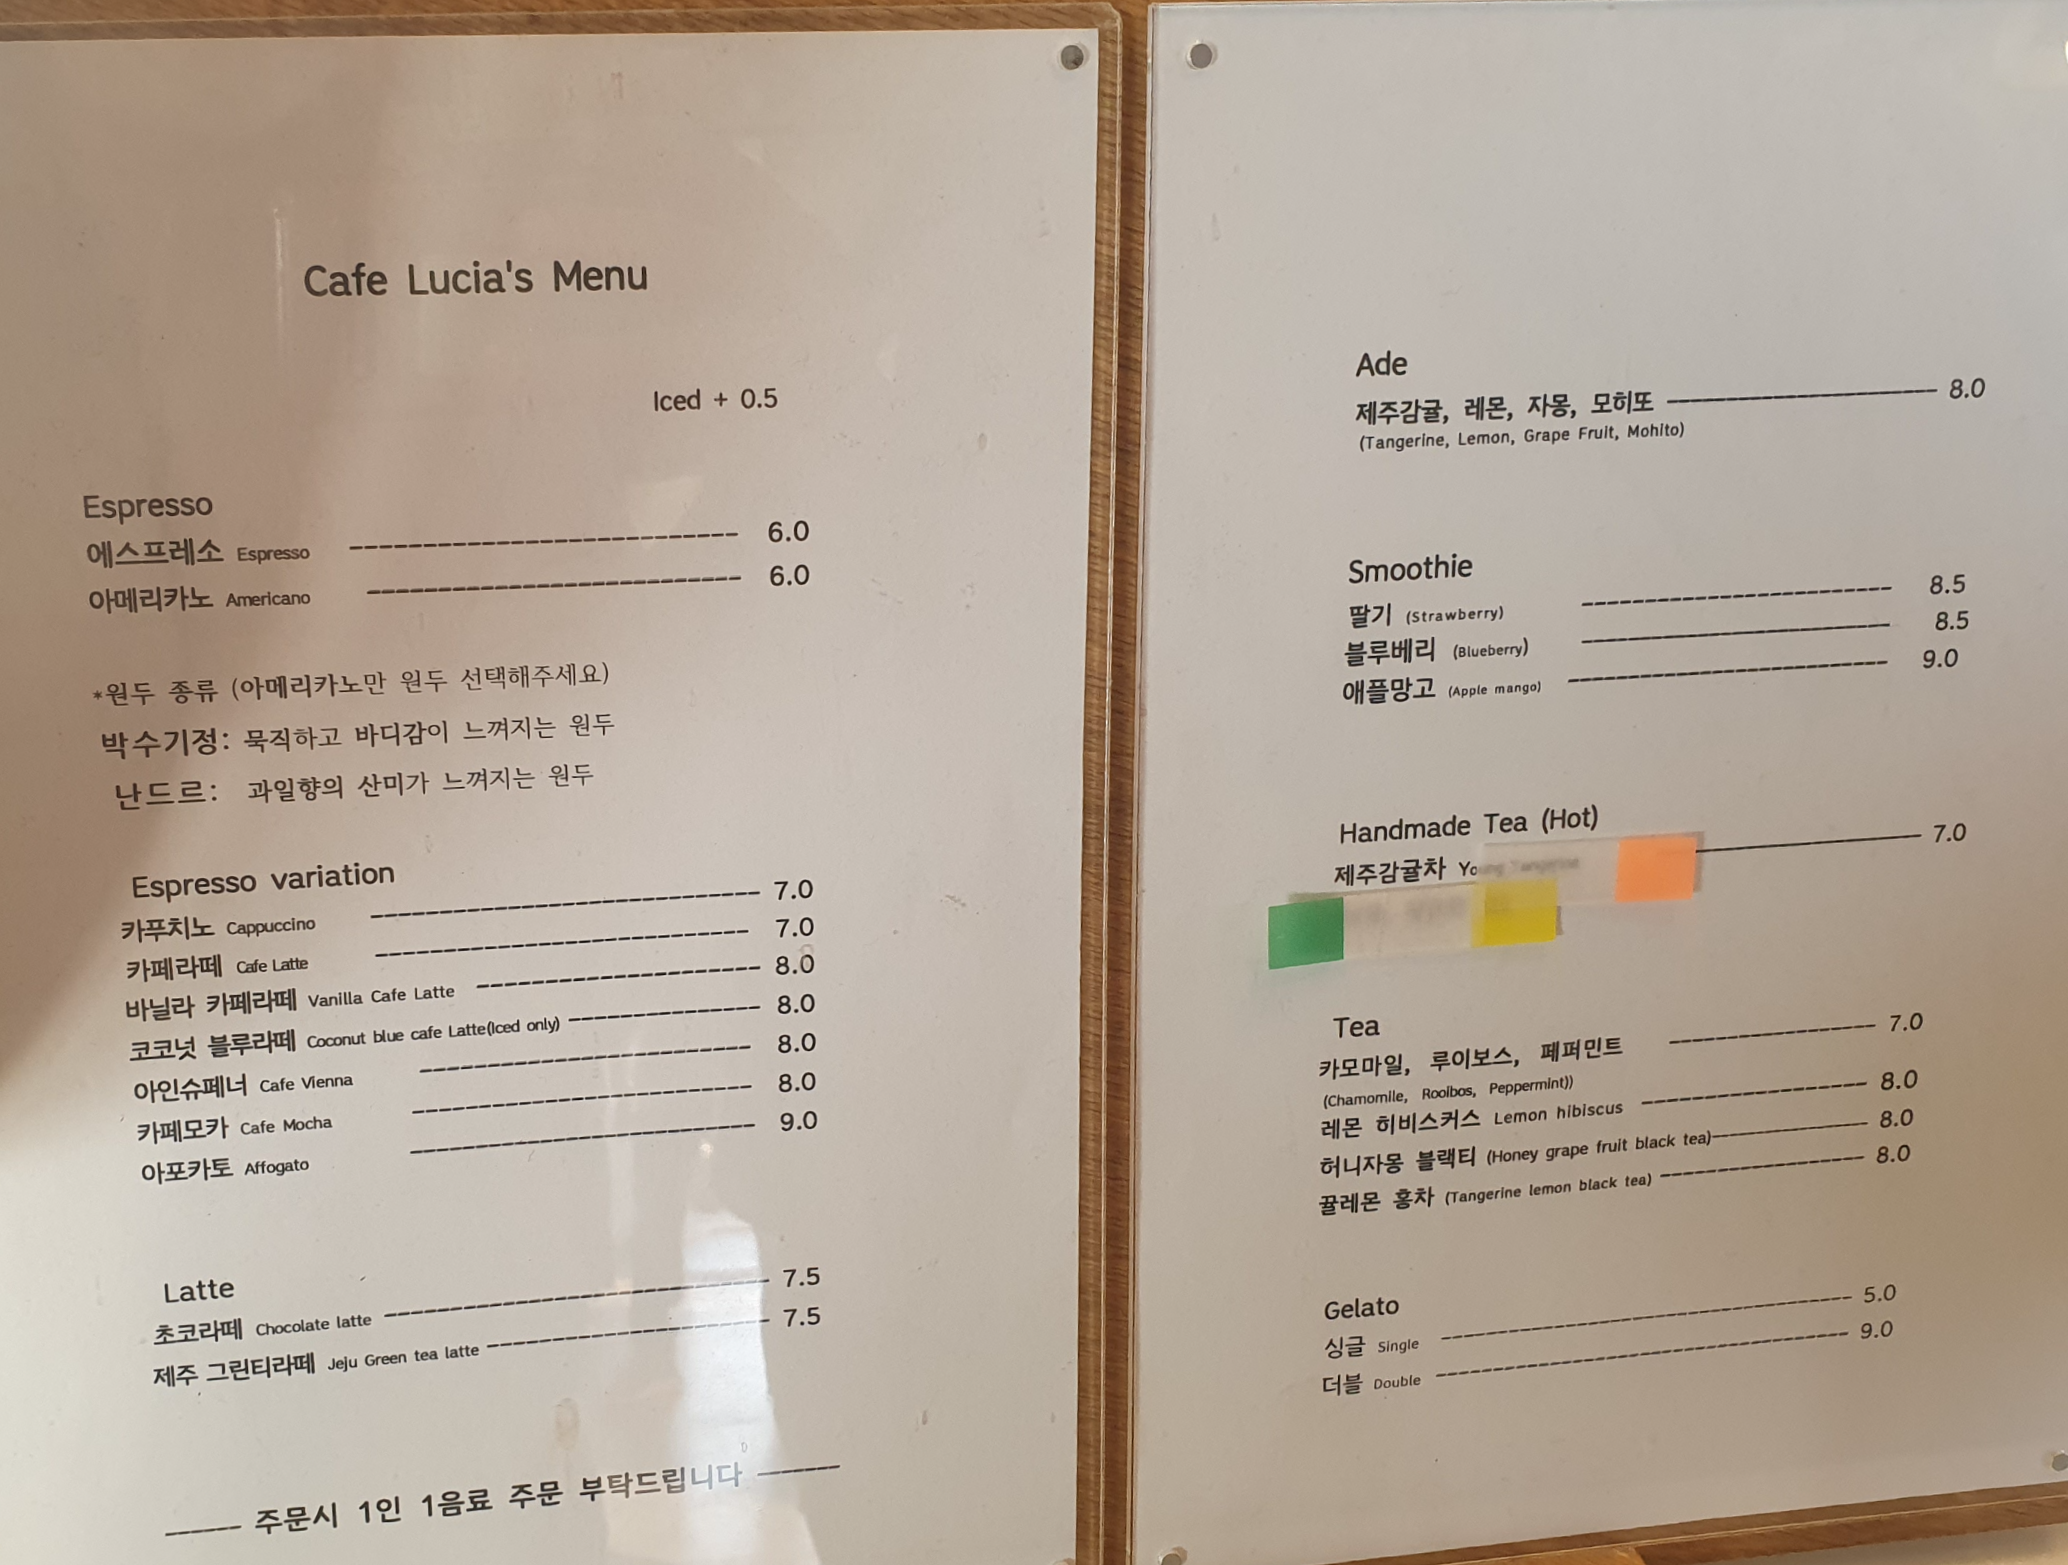 Cafe Lucia's Menu
Iced + 0.5
Espresso
에스프레소 Espresso 6.0
아메리카노 Americano 6.0
*원두 종류 (아메리카노만 원두 선택해주세요)
박수기정: 묵직하고 바디감이 느껴지는 원두
난드르: 과일향의 산미가 느껴지는 원두
Espresso variation
카푸치노 Cappuccino 7.0
카페라떼 Cafe Latte 7.0
바닐라 카페라떼 Vanilla Cafe Latte 8.0
코코넛 블루라떼 Coconut blue cafe Latte(Iced only) 8.0
아인슈페너 Cafe Vienna 8.0
카페모카 Cafe Mocha 8.0
아포카토 Affogato 9.0
Latte
초코라떼 Chocolate latte 7.5
제주 그린티라떼 Jeju Green tea latte 7.5
주문시 1인 1음료 주문 부탁드립니다
Ade
제주감귤, 레몬, 자몽, 모히또 8.0
(Tangerine, Lemon, Grape Fruit, Mohito)
Smoothie
딸기 (Strawberry) 8.5
블루베리 (Blueberry) 8.5
애플망고 (Apple mango) 9.0
Handmade Tea (Hot)
제주감귤차 Young Tangerine 7.0
Tea
카모마일, 루이보스, 페퍼민트 7.0
(Chamomile, Rooibos, Peppermint))
레몬 히비스커스 Lemon hibiscus 8.0
허니자몽 블랙티 (Honey grape fruit black tea) 8.0
귤레몬 홍차 (Tangerine lemon black tea) 8.0
Gelato
싱글 Single 5.0
더블 Double 9.0